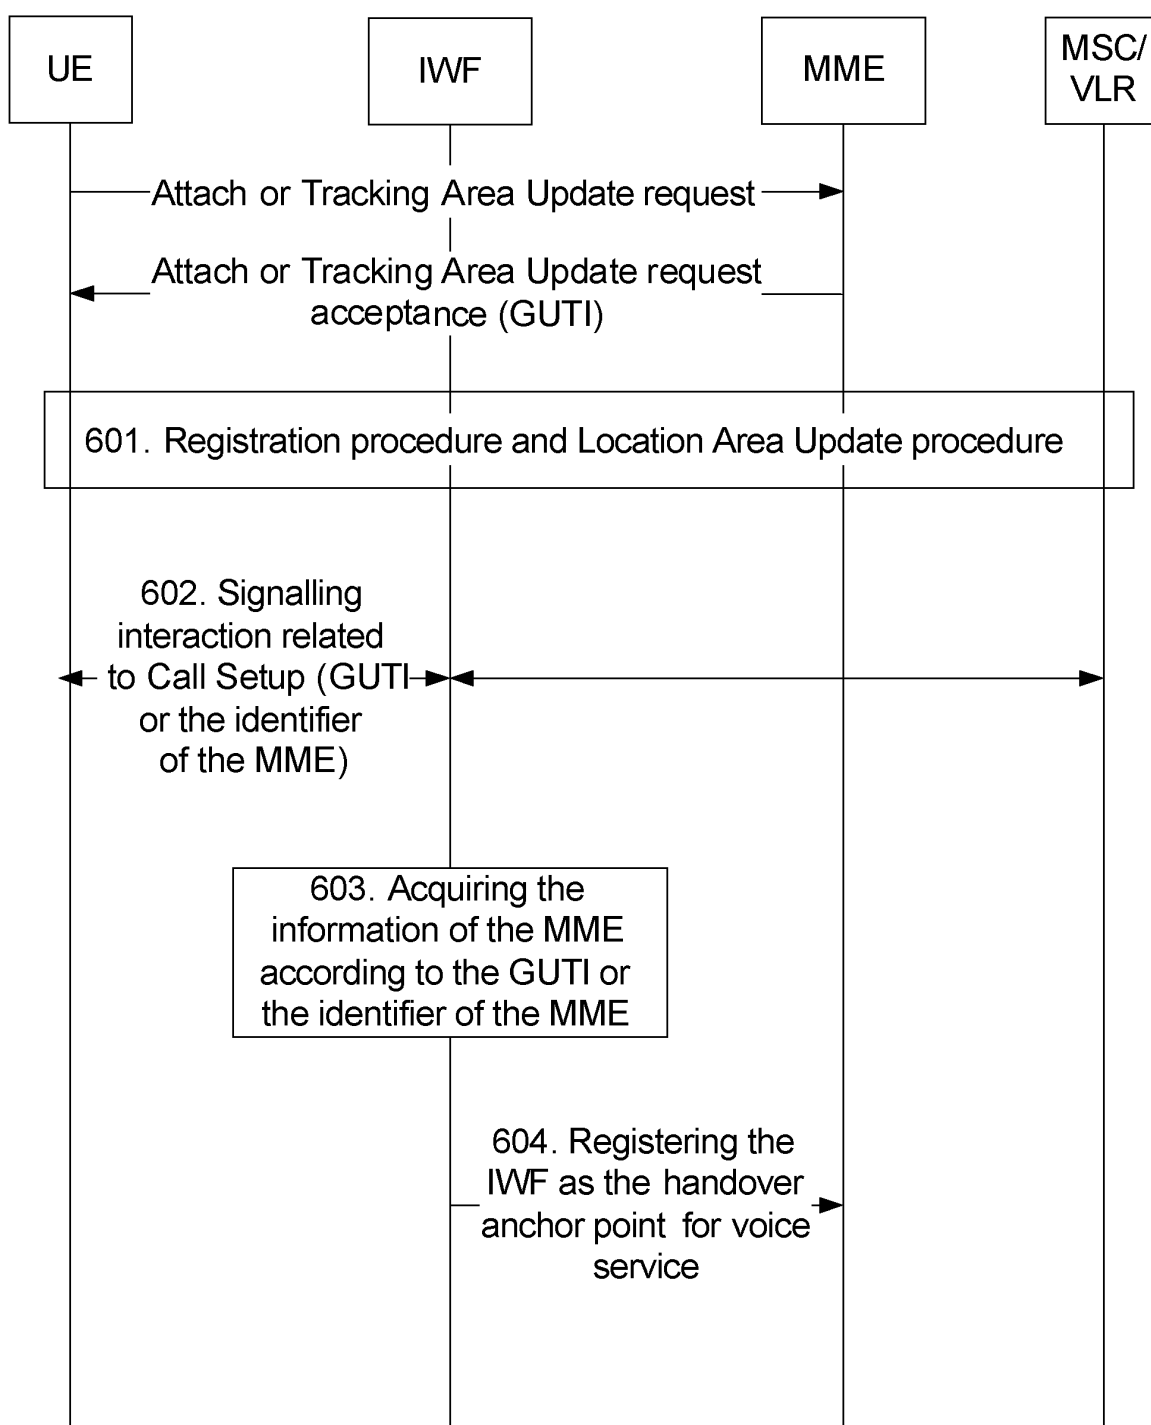 UE
IWF
MME
MSC/
VLR
Attach or Tracking Area Update request
Attach or Tracking Area Update request
acceptance (GUTI)
601. Registration procedure and Location Area Update procedure
602. Signalling
interaction related
to Call Setup (GUTI
or the identifier
of the MME)
603. Acquiring the
information of the MME
according to the GUTI or
the identifier of the MME
604. Registering the
IWF as the handover
anchor point for voice
service